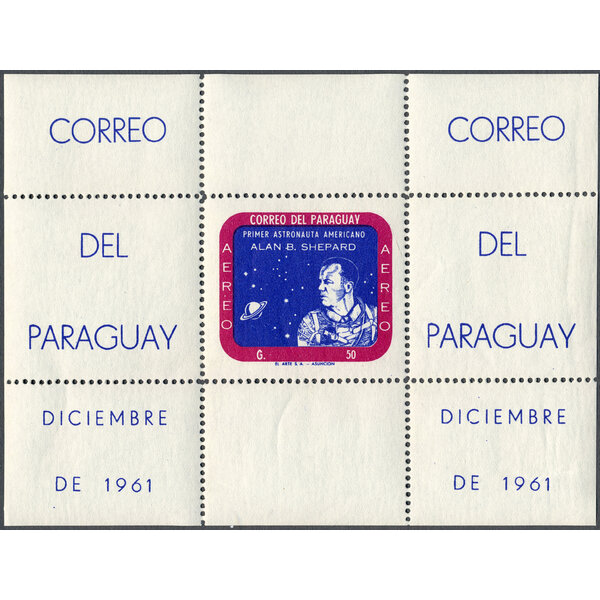 CORREO
CORREO
DEL
PARAGUAY
CORREO DEL PARAGUAY
PRIMER ASTRONAUTA AMERICANO
ALAN B. SHEPARD
AEREO
AEREO
G. 50
EL ARTE S. A. - ASUNCION
DEL
PARAGUAY
DICIEMBRE
DE 1961
DICIEMBRE
DE 1961